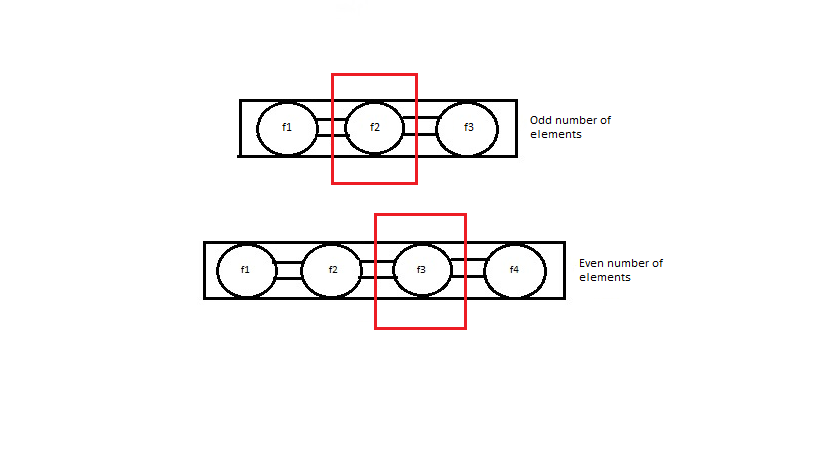 f1
f2
f3
Odd number of
elements
f1
f2
f3
f4
Even number of
elements